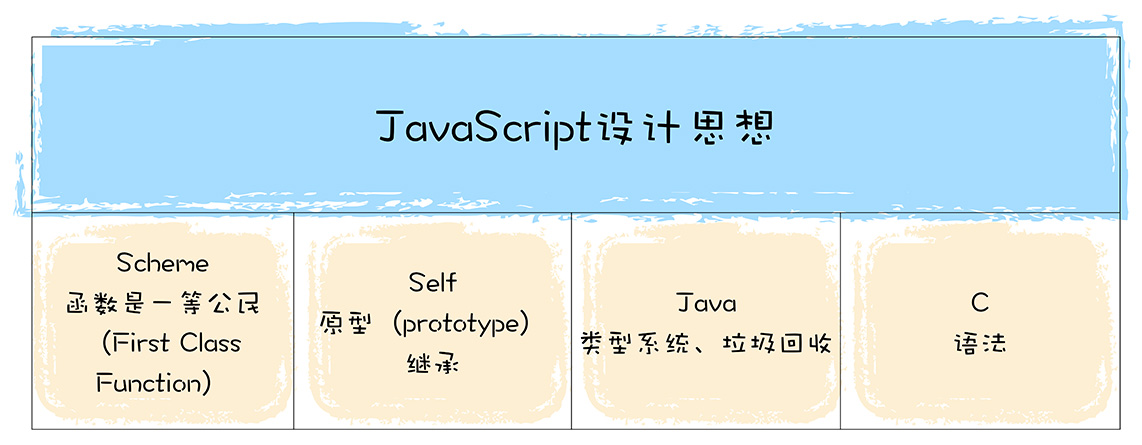 JavaScript设计思想
Scheme
函数是一等公民
（First Class
Function）
Self
原型 （prototype）
继承
Java
类型系统、垃圾回收
C
语法